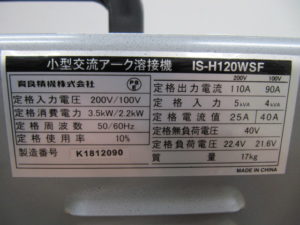 小型交流アーク溶接機 IS-H120WSF
育良精機株式会社
定格入力電圧 200V/100V
定格消費電力 3.5kW/2.2kW
定格周波数 50/60Hz
定格使用率 10%
製造番号 K1812090
200V 100V
定格出力電流 110A 90A
定格入力 5kVA 4kVA
定格電流値 25A 40A
定格無負荷電圧 40V
定格負荷電圧 22.4V 21.6V
質量 17kg
MADE IN CHINA